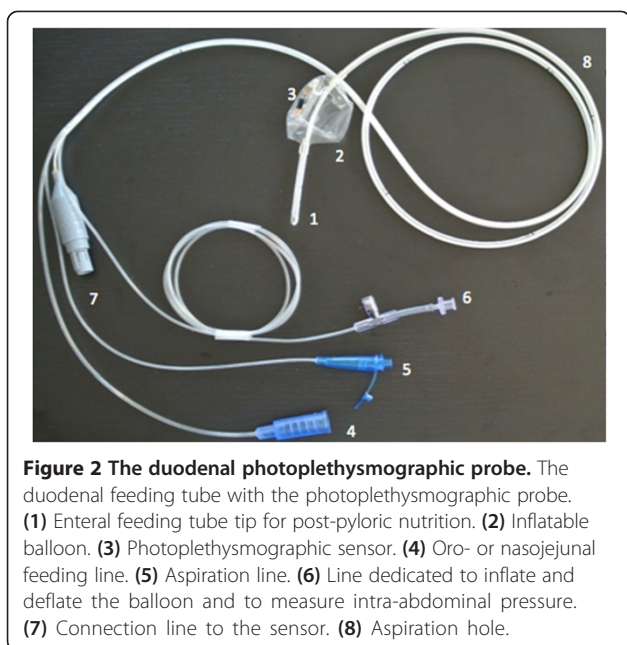 8
3
2
1
6
7
5
4
Figure 2 The duodenal photoplethysmographic probe. The
duodenal feeding tube with the photoplethysmographic probe.
(1) Enteral feeding tube tip for post-pyloric nutrition. (2) Inflatable
balloon. (3) Photoplethysmographic sensor. (4) Oro- or nasojejunal
feeding line. (5) Aspiration line. (6) Line dedicated to inflate and
deflate the balloon and to measure intra-abdominal pressure.
(7) Connection line to the sensor. (8) Aspiration hole.